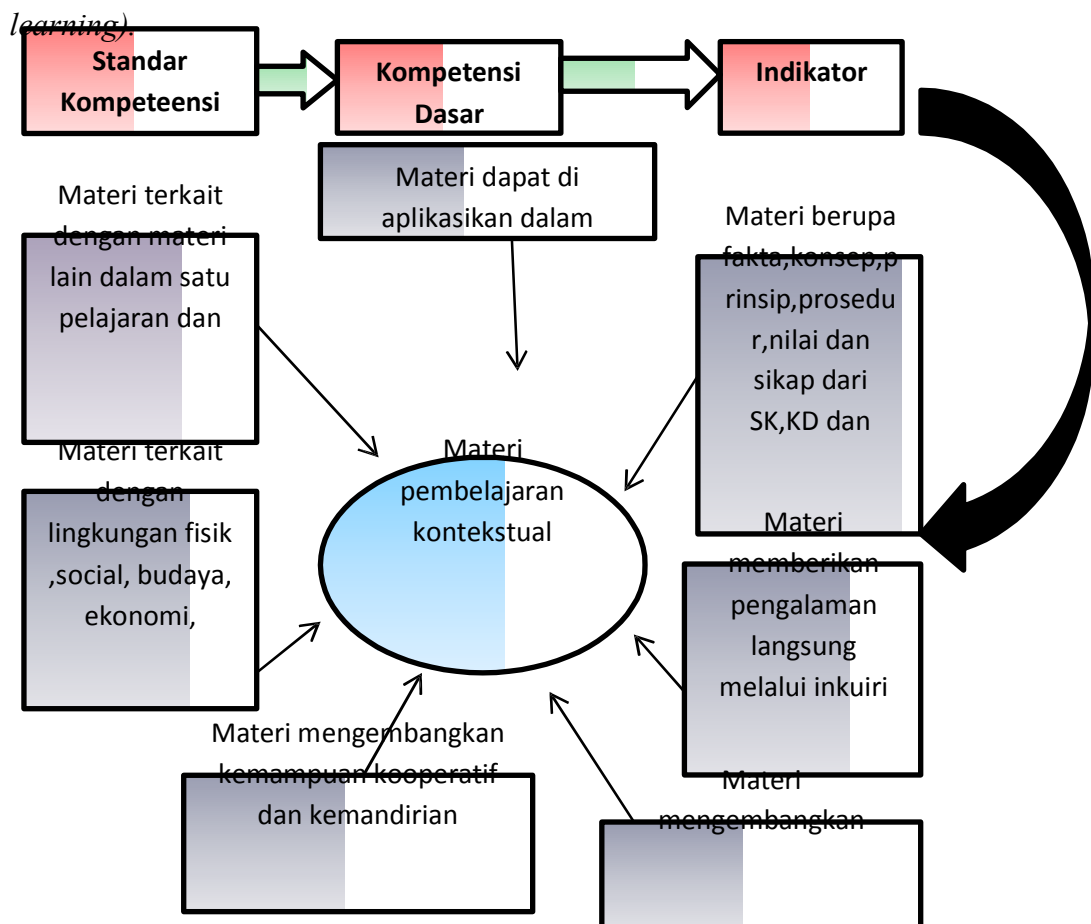 learning).
Standar
Kompeteensi
Kompetensi
Dasar
Indikator
Materi dapat di
aplikasikan dalam
Materi terkait
dengan materi
lain dalam satu
pelajaran dan
Materi berupa
fakta,konsep,p
rinsip,prosedu
r,nilai dan
sikap dari
SK,KD dan
Materi
pembelajaran
kontekstual
Materi terkait
dengan
lingkungan fisik
,social, budaya,
ekonomi,
Materi
memberikan
pengalaman
langsung
melalui inkuiri
Materi mengembangkan
kemampuan kooperatif
dan kemandirian
Materi
mengembangkan